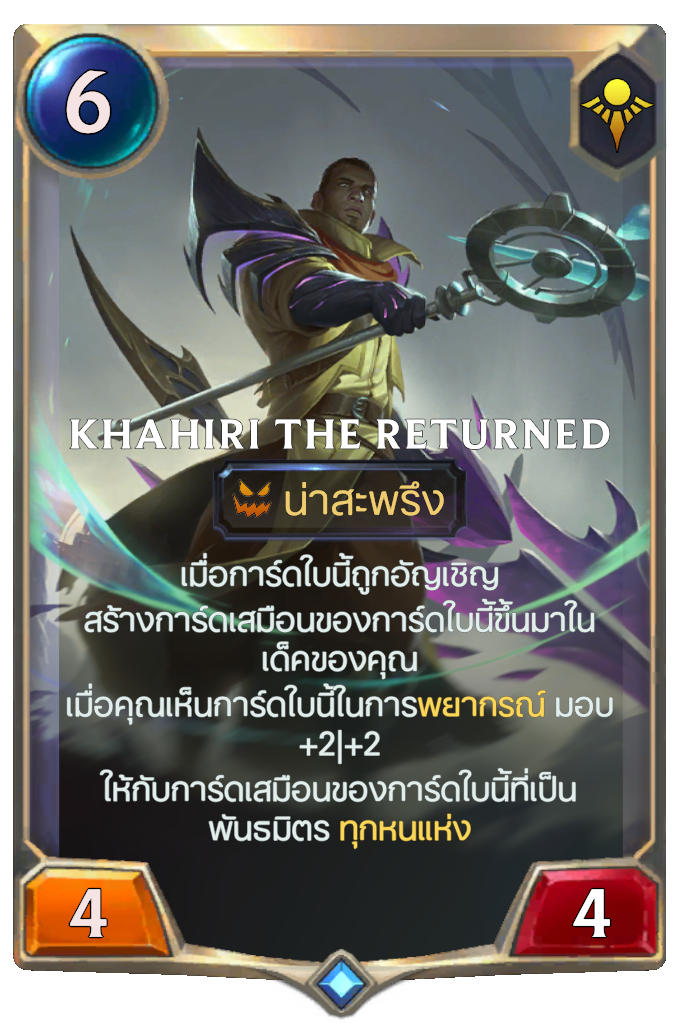 6
KHAHIRI THE RETURNED
น่าสะพรึง
เมื่อการ์ดใบนี้ถูกอัญเชิญ
สร้างการ์ดเสมือนของการ์ดใบนี้ขึ้นมาใน
เด็คของคุณ
เมื่อคุณเห็นการ์ดใบนี้ในการพยากรณ์ มอบ
+2|+2
ให้กับการ์ดเสมือนของการ์ดใบนี้ที่เป็น
พันธมิตร ทุกหนแห่ง
4
4